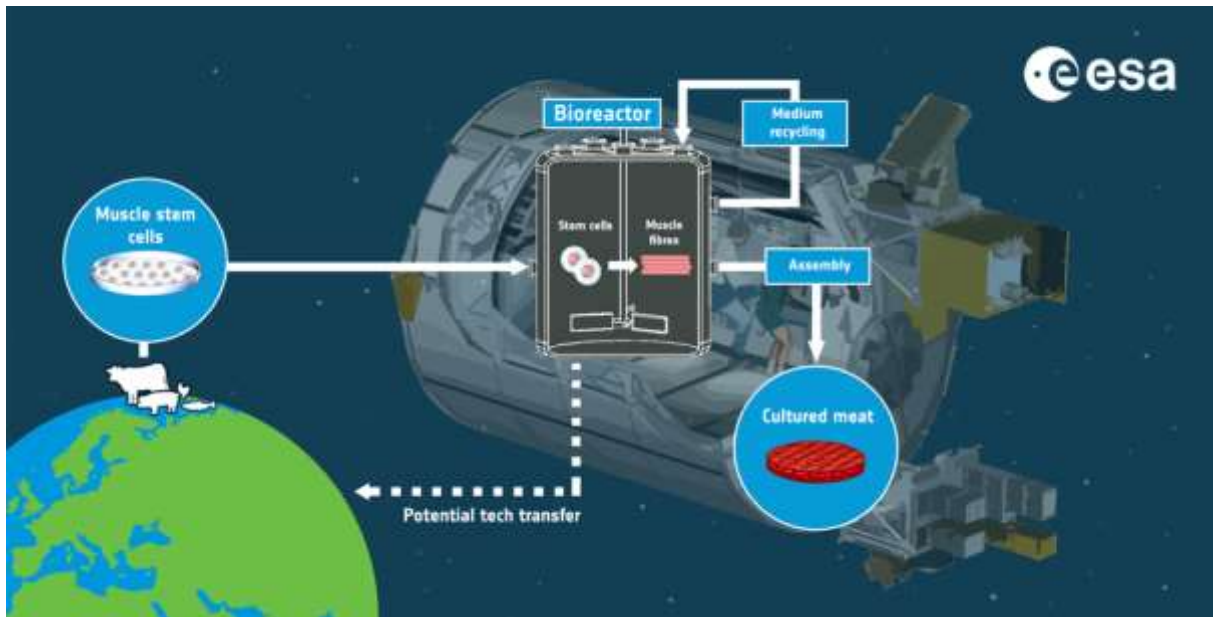 esa
Bioreactor
Medium
recycling
Muscle stem
cells
Stem cells
Muscle
fibres
Assembly
Cultured meat
Potential tech transfer